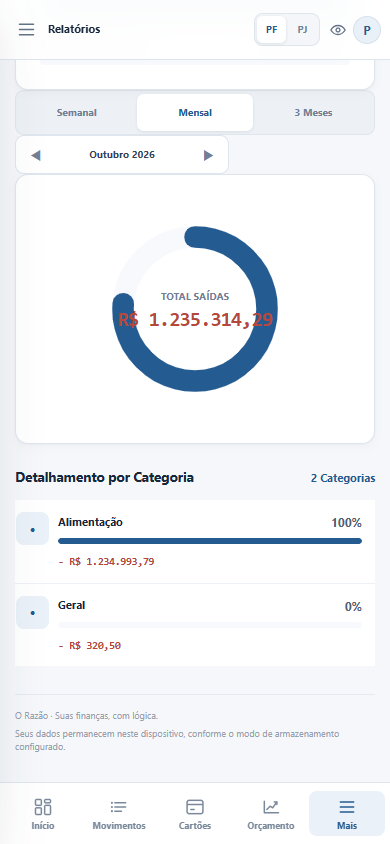 Relatórios
PF
PJ
P
Semanal
Mensal
3 Meses
Outubro 2026
TOTAL SAÍDAS
R$ 1.235.314,29
Detalhamento por Categoria
2 Categorias
Alimentação
100%
- R$ 1.234.993,79
Geral
0%
- R$ 320,50
O Razão · Suas finanças, com lógica.
Seus dados permanecem neste dispositivo, conforme o modo de armazenamento
configurado.
Início
Movimentos
Cartões
Orçamento
Mais